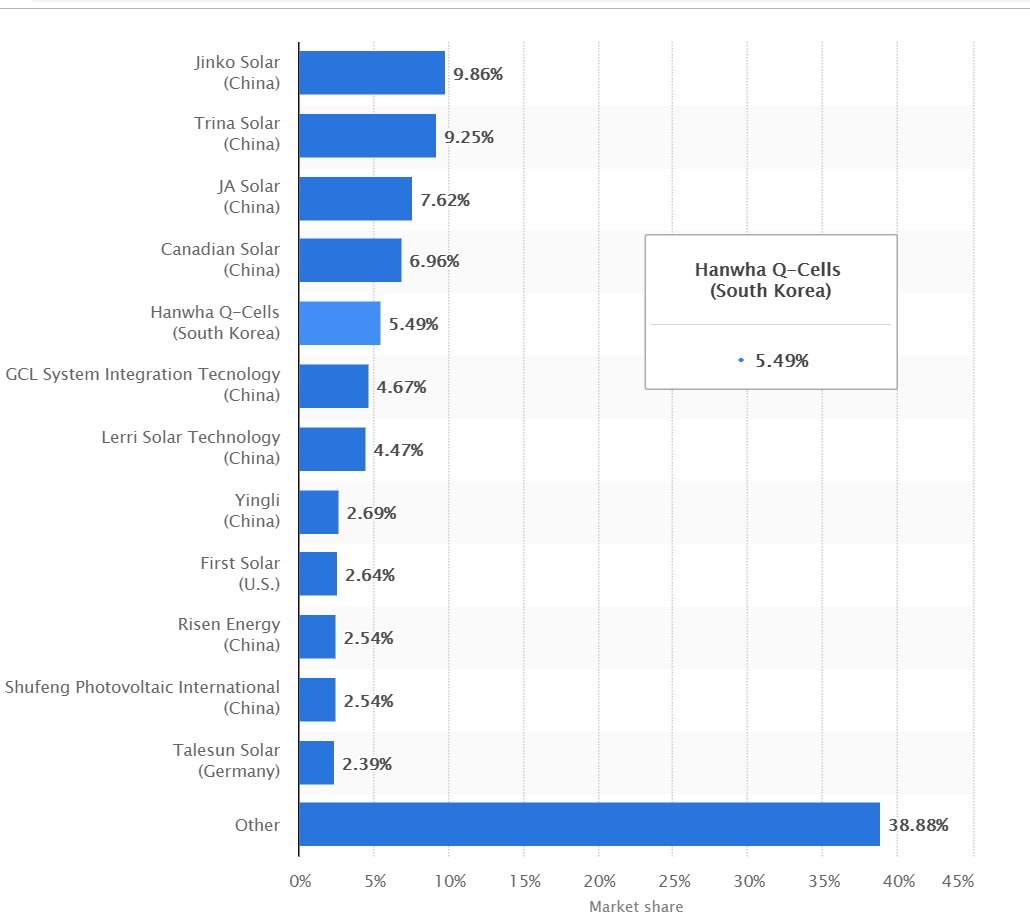 Jinko Solar
(China)
9.86%
Trina Solar
(China)
9.25%
JA Solar
(China)
7.62%
Canadian Solar
(China)
6.96%
Hanwha Q-Cells
(South Korea)
5.49%
Hanwha Q-Cells
(South Korea)
5.49%
GCL System Integration Tecnology
(China)
4.67%
Lerri Solar Technology
(China)
4.47%
Yingli
(China)
2.69%
First Solar
(U.S.)
2.64%
Risen Energy
(China)
2.54%
Shufeng Photovoltaic International
(China)
2.54%
Talesun Solar
(Germany)
2.39%
Other
38.88%
0% 5% 10% 15% 20% 25% 30% 35% 40% 45%
Market share